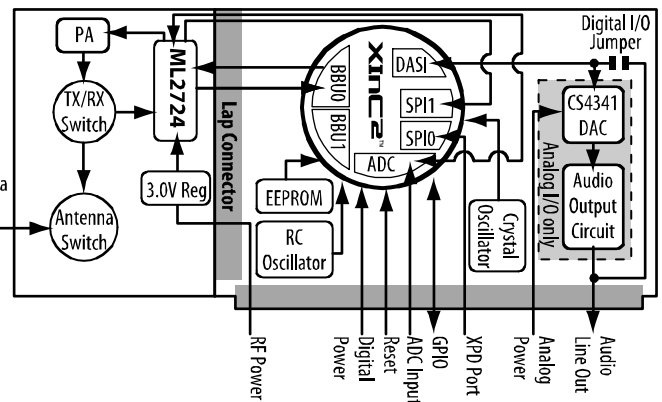 Digital I/O
Jumper
PA
ML2724
TX/RX
Switch
Antenna
Switch
3.0V Reg
Lap Connector
XInC2™
BBU0
BBU1
DASI
SPI1
SPI0
ADC
EEPROM
RC
Oscillator
Crystal
Oscillator
CS4341
DAC
Analog I/O only
Audio
Output
Circuit
a
RF Power
Digital
Power
Reset
ADC Input
GPIO
XPD Port
Analog
Power
Audio
Line Out